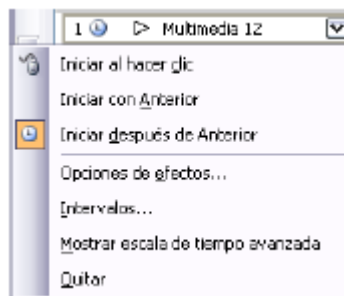 1 Multimedia 12
Iniciar al hacer clic
Iniciar con Anterior
Iniciar después de Anterior
Opciones de efectos...
Intervalos...
Mostrar escala de tiempo avanzada
Quitar